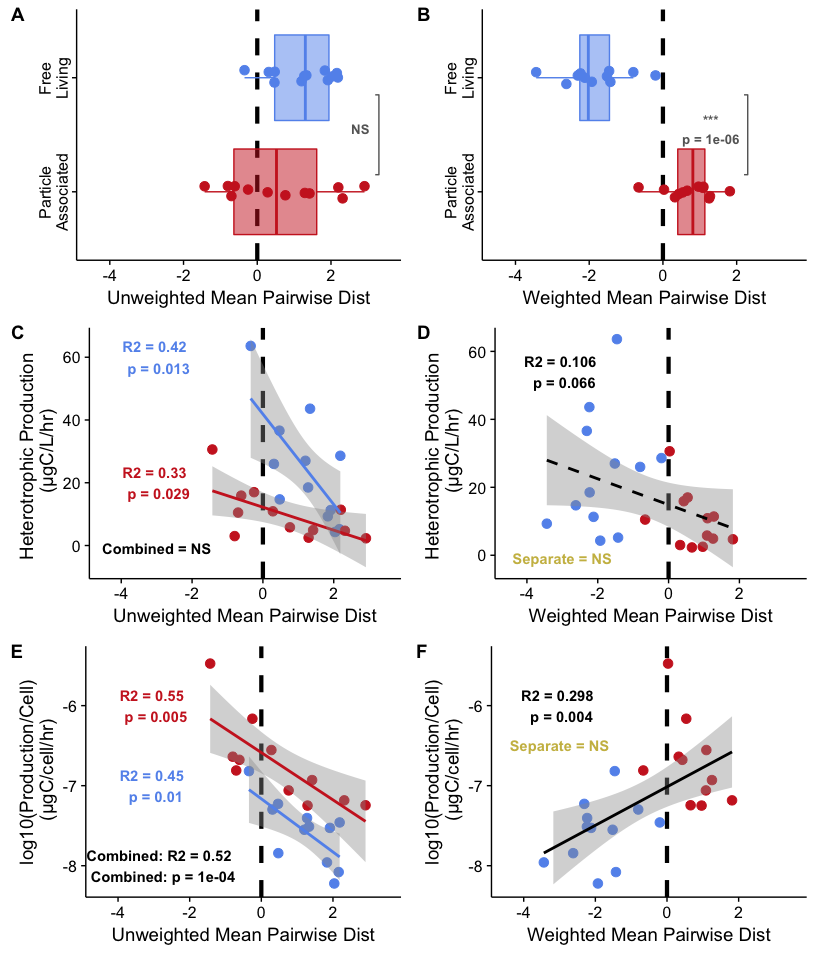 A
Free
Living
Particle
Associated
NS
-4 -2 0 2
Unweighted Mean Pairwise Dist
B
Free
Living
Particle
Associated
***
p = 1e-06
-4 -2 0 2
Weighted Mean Pairwise Dist
C
Heterotrophic Production
(µgC/L/hr)
60
40
20
0
R2 = 0.42
p = 0.013
R2 = 0.33
p = 0.029
Combined = NS
-4 -2 0 2
Unweighted Mean Pairwise Dist
D
Heterotrophic Production
(µgC/L/hr)
60
40
20
0
R2 = 0.106
p = 0.066
Separate = NS
-4 -2 0 2
Weighted Mean Pairwise Dist
E
log10(Production/Cell)
(µgC/cell/hr)
-6
-7
-8
R2 = 0.55
p = 0.005
R2 = 0.45
p = 0.01
Combined: R2 = 0.52
Combined: p = 1e-04
-4 -2 0 2
Unweighted Mean Pairwise Dist
F
log10(Production/Cell)
(µgC/cell/hr)
-6
-7
-8
R2 = 0.298
p = 0.004
Separate = NS
-4 -2 0 2
Weighted Mean Pairwise Dist